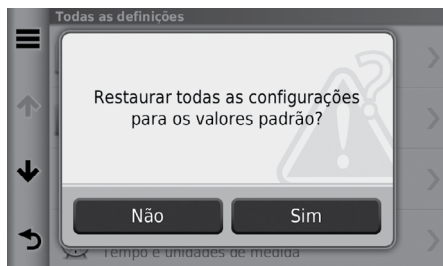 Todas as definições
Restaurar todas as configurações
para os valores padrão?
Não
Sim
Tempo e unidades de medida